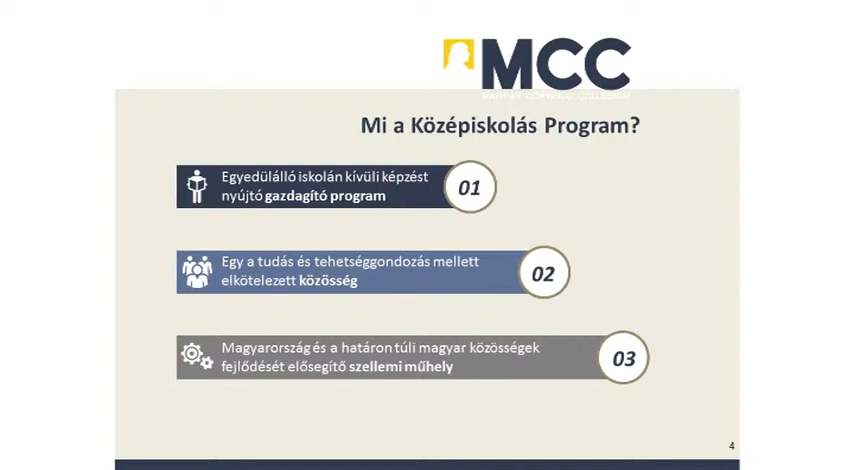 MCC
Mi a Középiskolás Program?
Egyedülálló iskolán kívüli képzést
nyújtó gazdagító program
01
Egy a tudás és tehetséggondozás mellett
elkötelezett közösség
02
Magyarország és a határon túli magyar közösségek
fejlődését elősegítő szellemi műhely
03
4